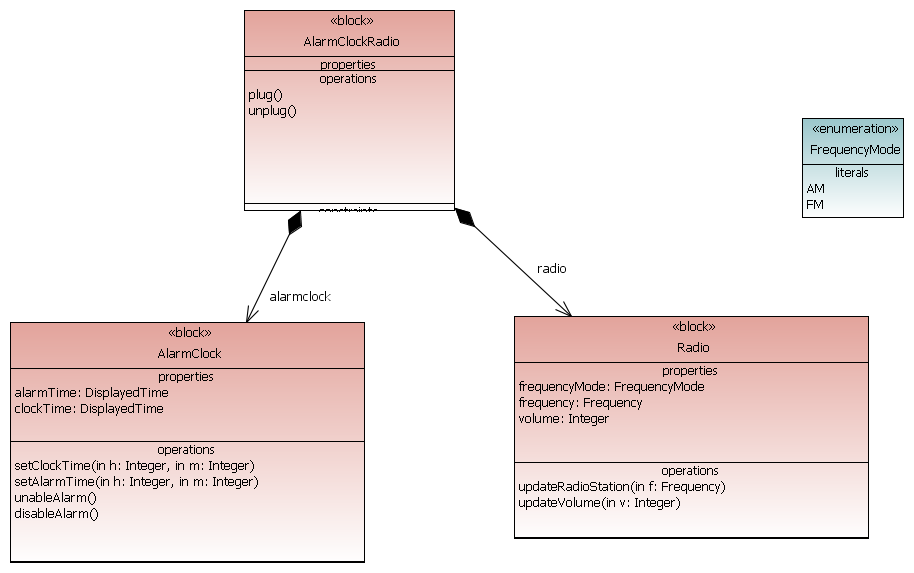 «block»
AlarmClockRadio
properties
operations
plug()
unplug()
constraints
«enumeration»
FrequencyMode
literals
AM
FM
alarmclock
radio
«block»
AlarmClock
properties
alarmTime: DisplayedTime
clockTime: DisplayedTime
operations
setClockTime(in h: Integer, in m: Integer)
setAlarmTime(in h: Integer, in m: Integer)
unableAlarm()
disableAlarm()
«block»
Radio
properties
frequencyMode: FrequencyMode
frequency: Frequency
volume: Integer
operations
updateRadioStation(in f: Frequency)
updateVolume(in v: Integer)